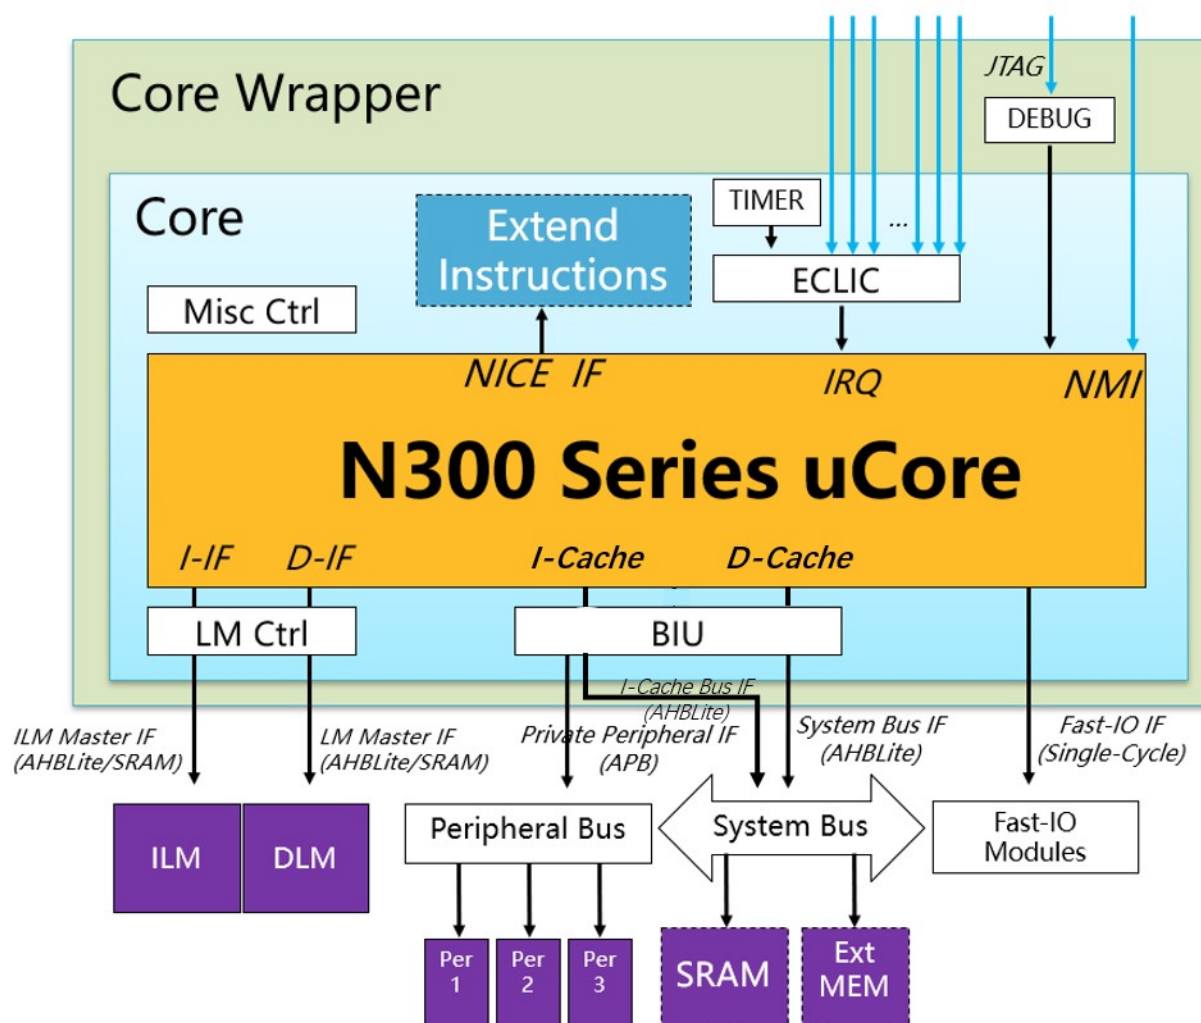 Core Wrapper
JTAG
DEBUG
Core
TIMER
...
Extend
Instructions
ECLIC
Misc Ctrl
NICE IF
IRQ
NMI
N300 Series uCore
I-IF
D-IF
I-Cache
D-Cache
LM Ctrl
BIU
I-Cache Bus IF
(AHBLite)
ILM Master IF
(AHBLite/SRAM)
LM Master IF
(AHBLite/SRAM)
Private Peripheral IF
(APB)
System Bus IF
(AHBLite)
Fast-IO IF
(Single-Cycle)
ILM
DLM
Peripheral Bus
System Bus
Fast-IO
Modules
Per
1
Per
2
Per
3
SRAM
Ext
MEM